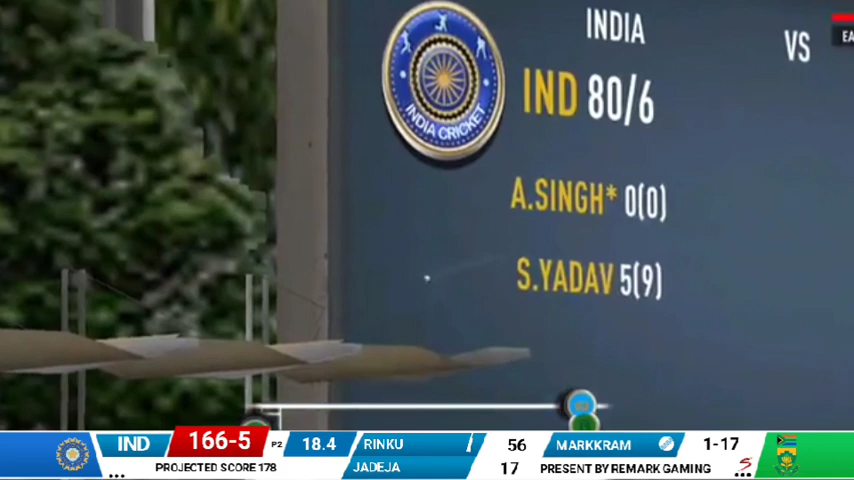 INDIA
VS
EA
IND 80/6
INDIA CRICKET
A.SINGH* 0(0)
S.YADAV 5(9)
IND 166-5 P2 18.4 RINKU 56 MARKKRAM 1-17
... PROJECTED SCORE 178 JADEJA 17 PRESENT BY REMARK GAMING